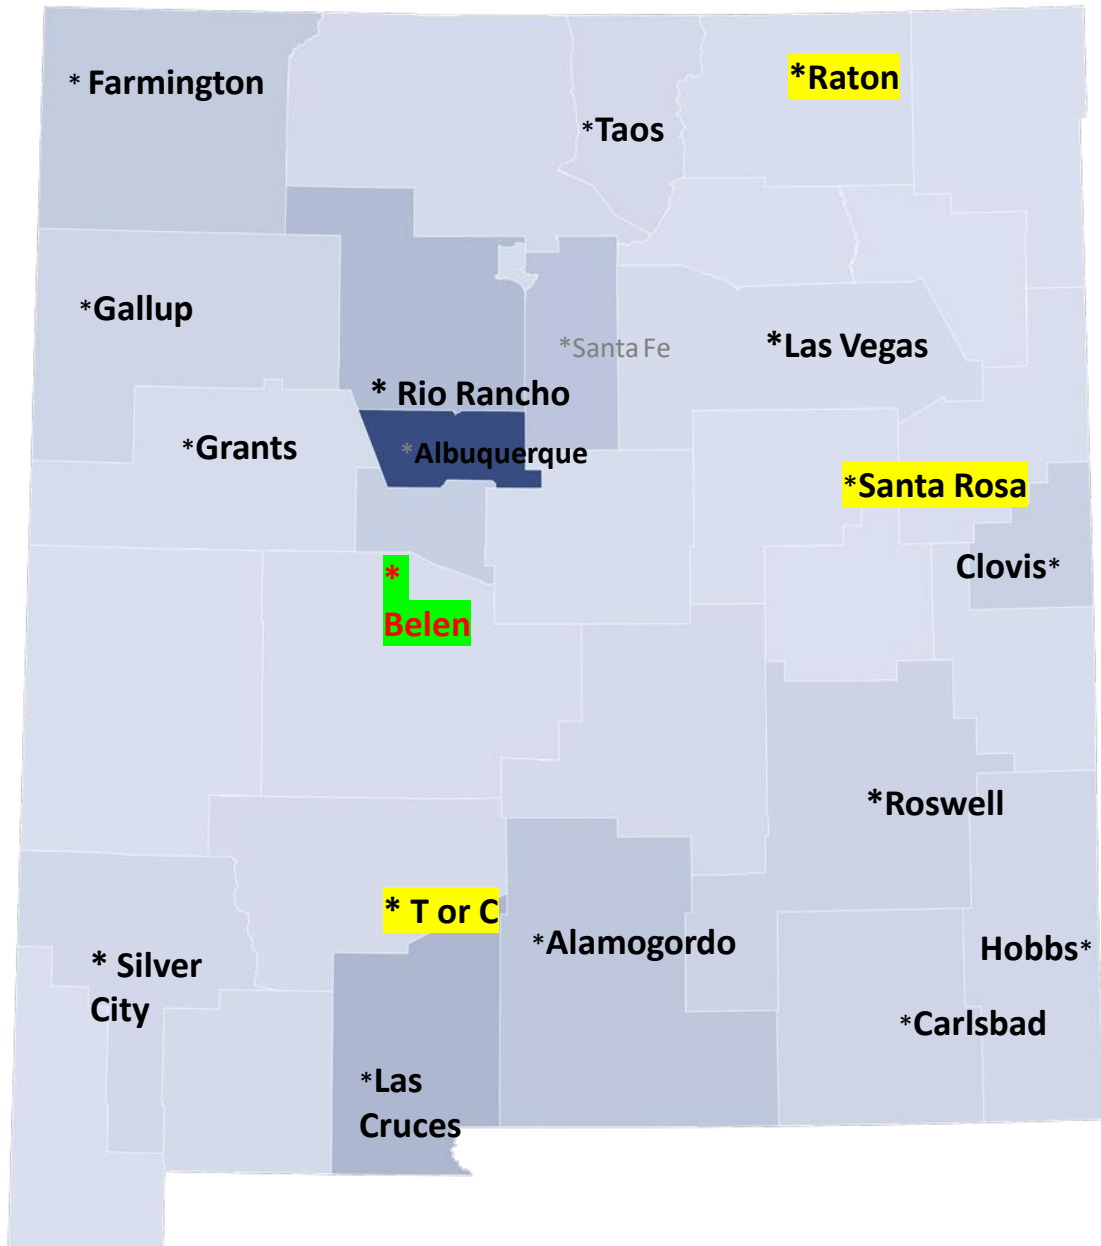 * Farmington
*Raton
*Taos
*Gallup
*Santa Fe
*Las Vegas
* Rio Rancho
*Grants
*Albuquerque
*Santa Rosa
Clovis*
*
Belen
*Roswell
* T or C
*Alamogordo
Hobbs*
* Silver
City
*Carlsbad
*Las
Cruces